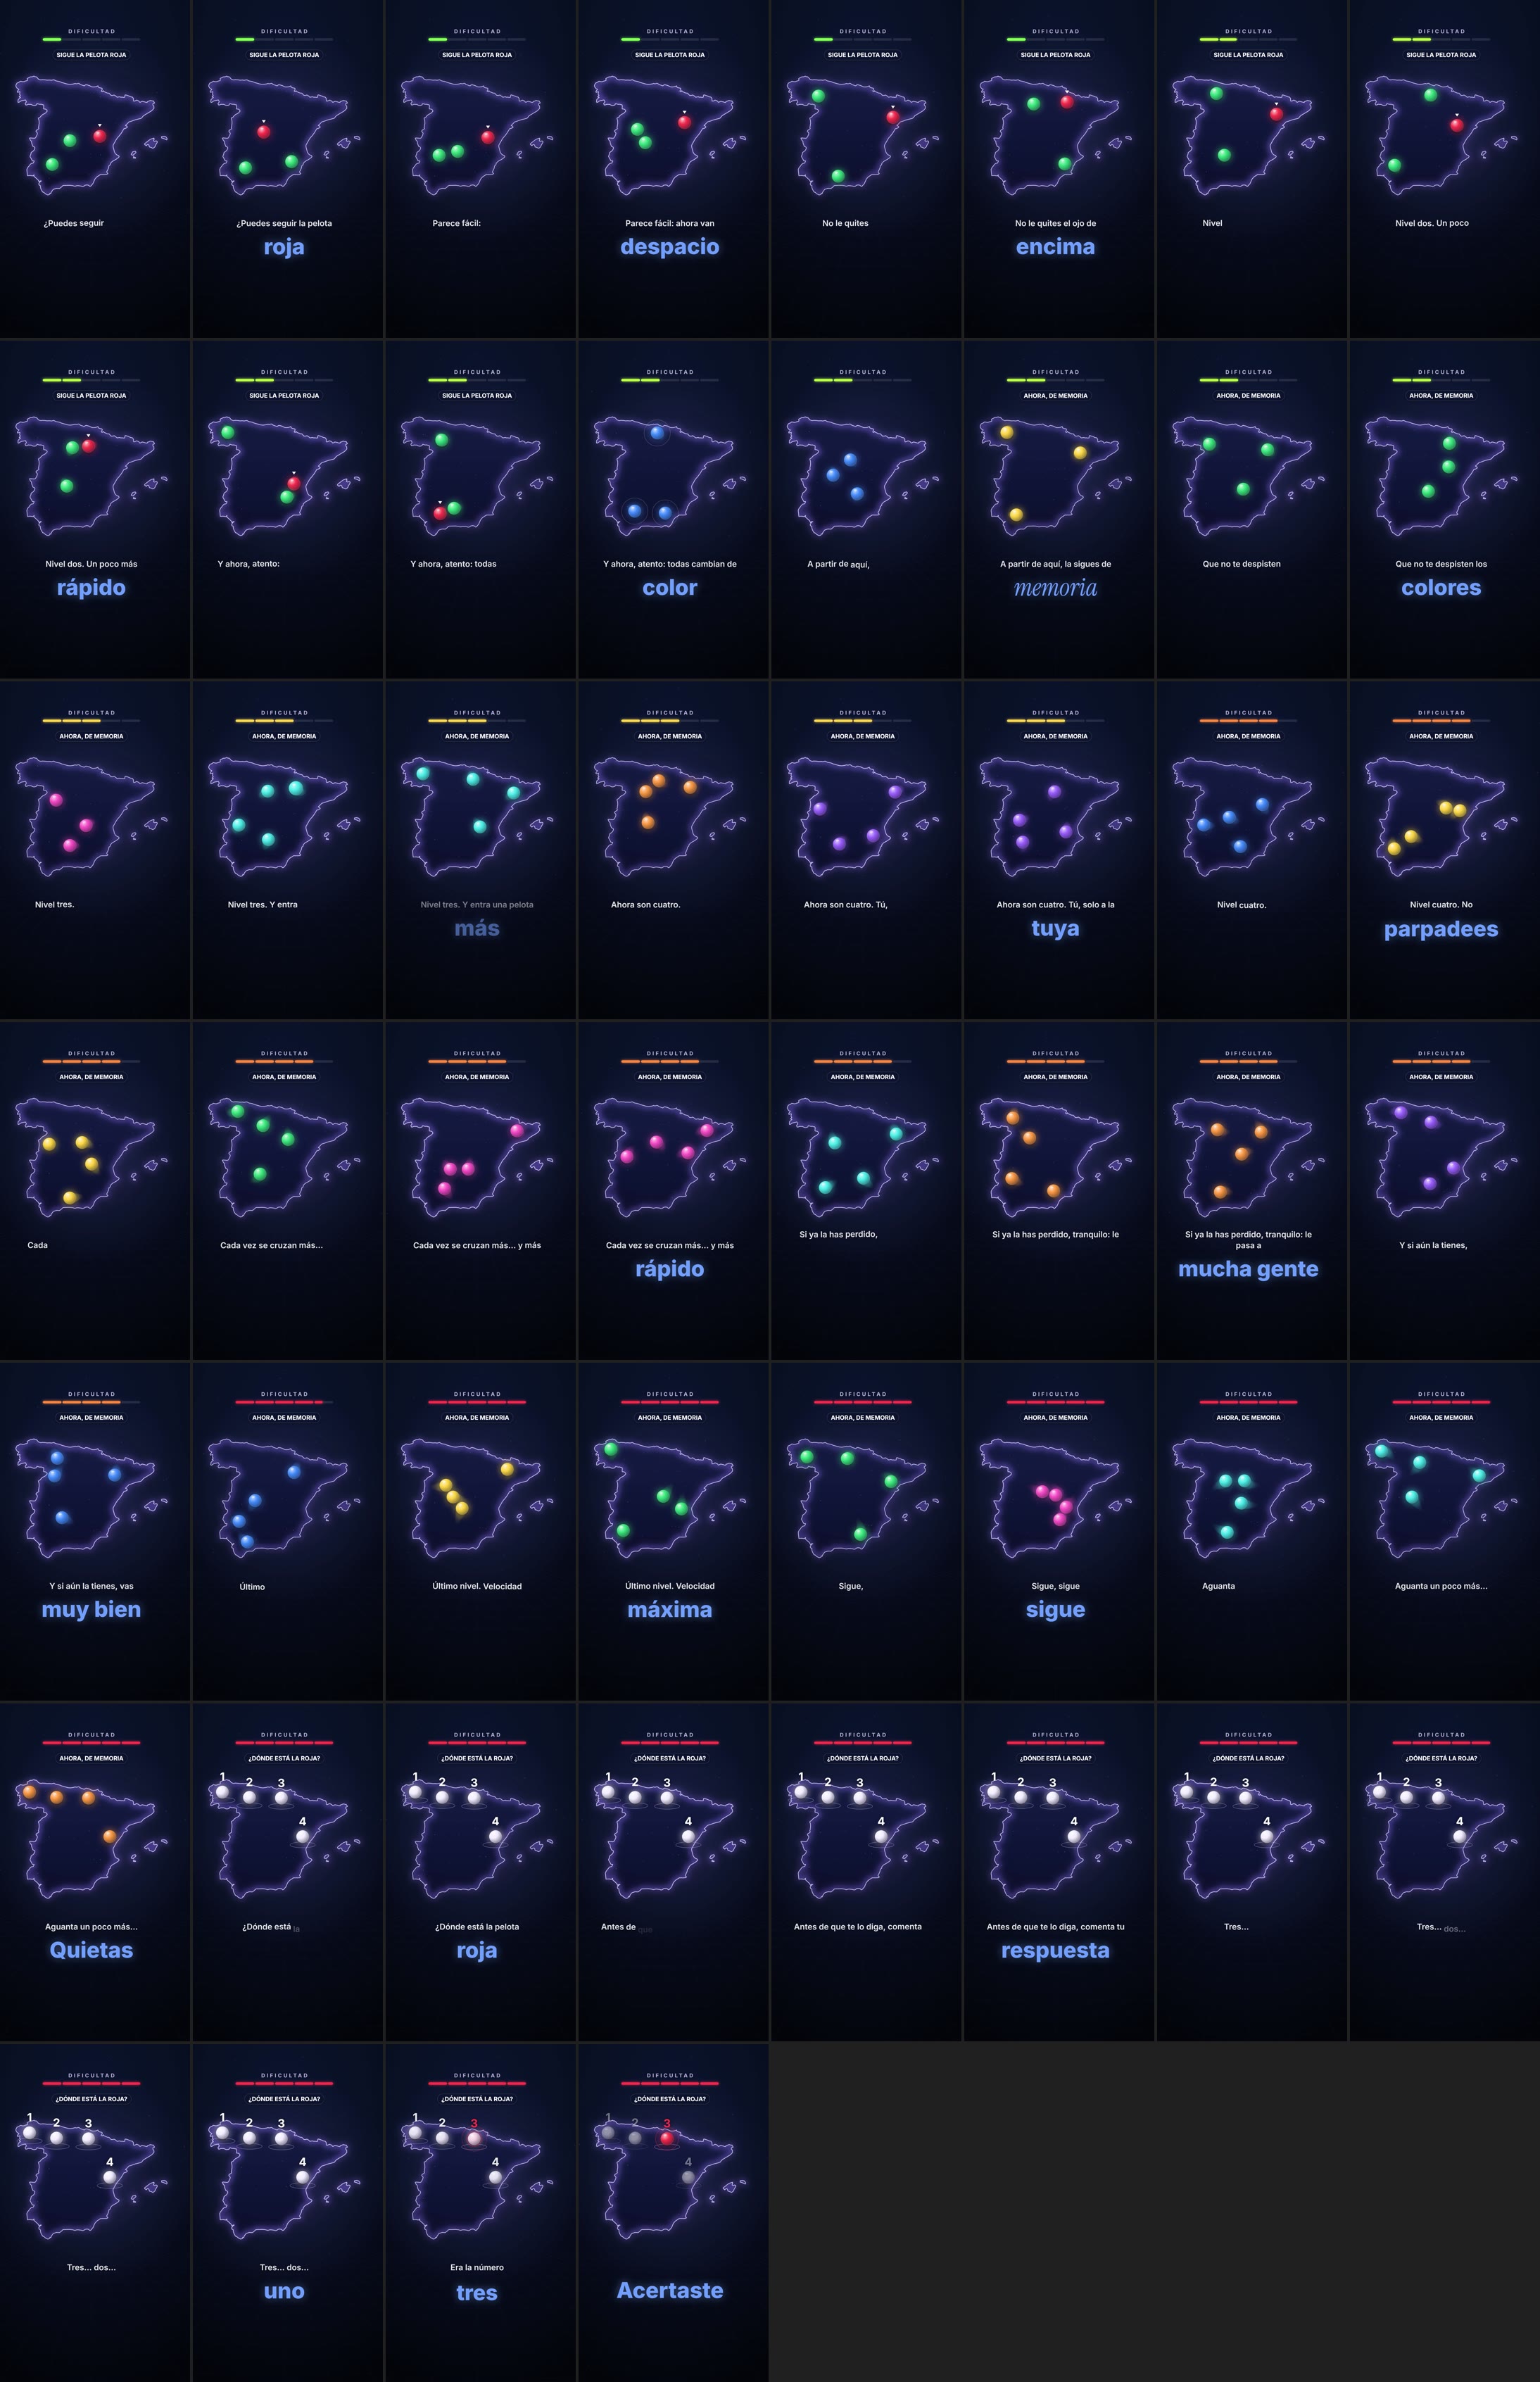 DIFICULTAD
SIGUE LA PELOTA ROJA
¿Puedes seguir
DIFICULTAD
SIGUE LA PELOTA ROJA
¿Puedes seguir la pelota
roja
DIFICULTAD
SIGUE LA PELOTA ROJA
Parece fácil:
DIFICULTAD
SIGUE LA PELOTA ROJA
Parece fácil: ahora van
despacio
DIFICULTAD
SIGUE LA PELOTA ROJA
No le quites
DIFICULTAD
SIGUE LA PELOTA ROJA
No le quites el ojo de
encima
DIFICULTAD
SIGUE LA PELOTA ROJA
Nivel
DIFICULTAD
SIGUE LA PELOTA ROJA
Nivel dos. Un poco
DIFICULTAD
SIGUE LA PELOTA ROJA
Nivel dos. Un poco más
rápido
DIFICULTAD
SIGUE LA PELOTA ROJA
Y ahora, atento:
DIFICULTAD
SIGUE LA PELOTA ROJA
Y ahora, atento: todas
DIFICULTAD
Y ahora, atento: todas cambian de
color
DIFICULTAD
A partir de aquí,
DIFICULTAD
AHORA, DE MEMORIA
A partir de aquí, la sigues de
memoria
DIFICULTAD
AHORA, DE MEMORIA
Que no te despisten
DIFICULTAD
AHORA, DE MEMORIA
Que no te despisten los
colores
DIFICULTAD
AHORA, DE MEMORIA
Nivel tres.
DIFICULTAD
AHORA, DE MEMORIA
Nivel tres. Y entra
DIFICULTAD
AHORA, DE MEMORIA
Nivel tres. Y entra una pelota
más
DIFICULTAD
AHORA, DE MEMORIA
Ahora son cuatro.
DIFICULTAD
AHORA, DE MEMORIA
Ahora son cuatro. Tú,
DIFICULTAD
AHORA, DE MEMORIA
Ahora son cuatro. Tú, solo a la
tuya
DIFICULTAD
AHORA, DE MEMORIA
Nivel cuatro.
DIFICULTAD
AHORA, DE MEMORIA
Nivel cuatro. No
parpadees
DIFICULTAD
AHORA, DE MEMORIA
Cada
DIFICULTAD
AHORA, DE MEMORIA
Cada vez se cruzan más...
DIFICULTAD
AHORA, DE MEMORIA
Cada vez se cruzan más... y más
DIFICULTAD
AHORA, DE MEMORIA
Cada vez se cruzan más... y más
rápido
DIFICULTAD
AHORA, DE MEMORIA
Si ya la has perdido,
DIFICULTAD
AHORA, DE MEMORIA
Si ya la has perdido, tranquilo: le
DIFICULTAD
AHORA, DE MEMORIA
Si ya la has perdido, tranquilo: le
pasa a
mucha gente
DIFICULTAD
AHORA, DE MEMORIA
Y si aún la tienes,
DIFICULTAD
AHORA, DE MEMORIA
Y si aún la tienes, vas
muy bien
DIFICULTAD
AHORA, DE MEMORIA
Último
DIFICULTAD
AHORA, DE MEMORIA
Último nivel. Velocidad
DIFICULTAD
AHORA, DE MEMORIA
Último nivel. Velocidad
máxima
DIFICULTAD
AHORA, DE MEMORIA
Sigue,
DIFICULTAD
AHORA, DE MEMORIA
Sigue, sigue
sigue
DIFICULTAD
AHORA, DE MEMORIA
Aguanta
DIFICULTAD
AHORA, DE MEMORIA
Aguanta un poco más...
DIFICULTAD
AHORA, DE MEMORIA
Aguanta un poco más...
Quietas
DIFICULTAD
¿DÓNDE ESTÁ LA ROJA?
1 2 3
4
¿Dónde está la
DIFICULTAD
¿DÓNDE ESTÁ LA ROJA?
1 2 3
4
¿Dónde está la pelota
roja
DIFICULTAD
¿DÓNDE ESTÁ LA ROJA?
1 2 3
4
Antes de que
DIFICULTAD
¿DÓNDE ESTÁ LA ROJA?
1 2 3
4
Antes de que te lo diga, comenta
DIFICULTAD
¿DÓNDE ESTÁ LA ROJA?
1 2 3
4
Antes de que te lo diga, comenta tu
respuesta
DIFICULTAD
¿DÓNDE ESTÁ LA ROJA?
1 2 3
4
Tres...
DIFICULTAD
¿DÓNDE ESTÁ LA ROJA?
1 2 3
4
Tres... dos...
DIFICULTAD
¿DÓNDE ESTÁ LA ROJA?
1 2 3
4
Tres... dos...
DIFICULTAD
¿DÓNDE ESTÁ LA ROJA?
1 2 3
4
Tres... dos...
uno
DIFICULTAD
¿DÓNDE ESTÁ LA ROJA?
1 2 3
4
Era la número
tres
DIFICULTAD
¿DÓNDE ESTÁ LA ROJA?
1 2 3
4
Acertaste